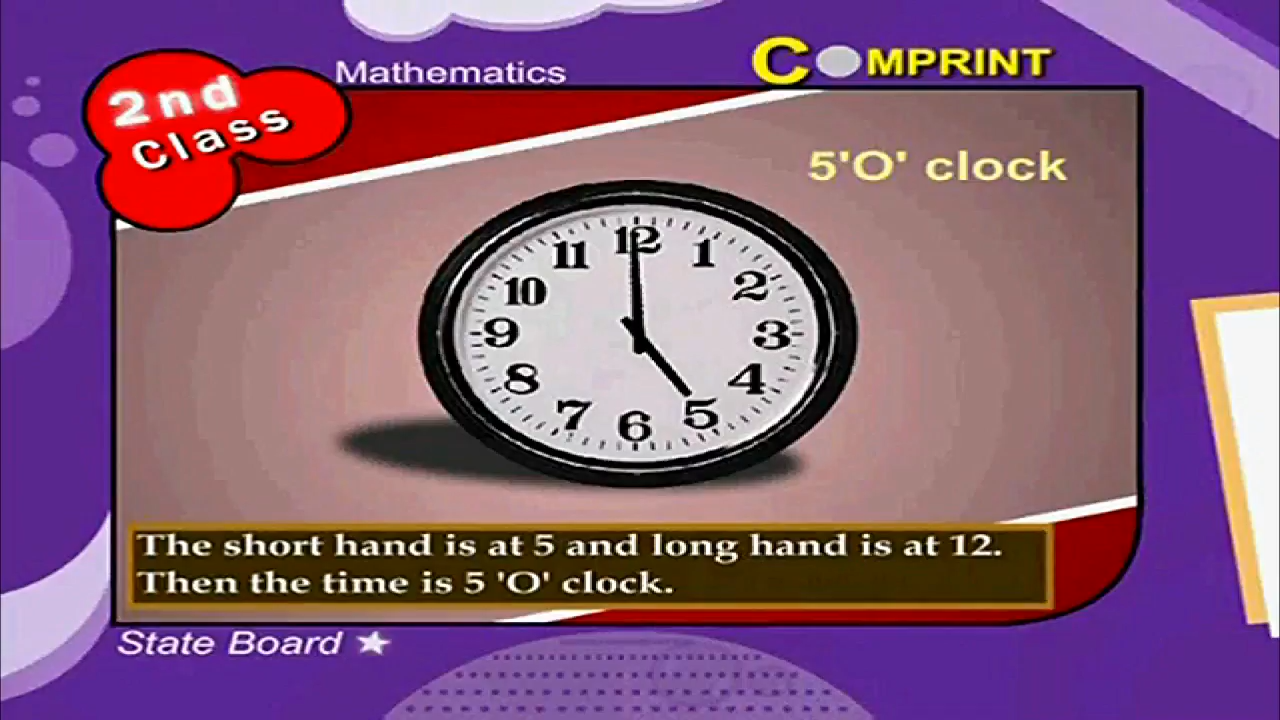 Mathematics
COMPRINT
2nd
Class
5'O' clock
12
11
1
10
2
9
3
8
4
7
5
6
The short hand is at 5 and long hand is at 12.
Then the time is 5 'O' clock.
State Board